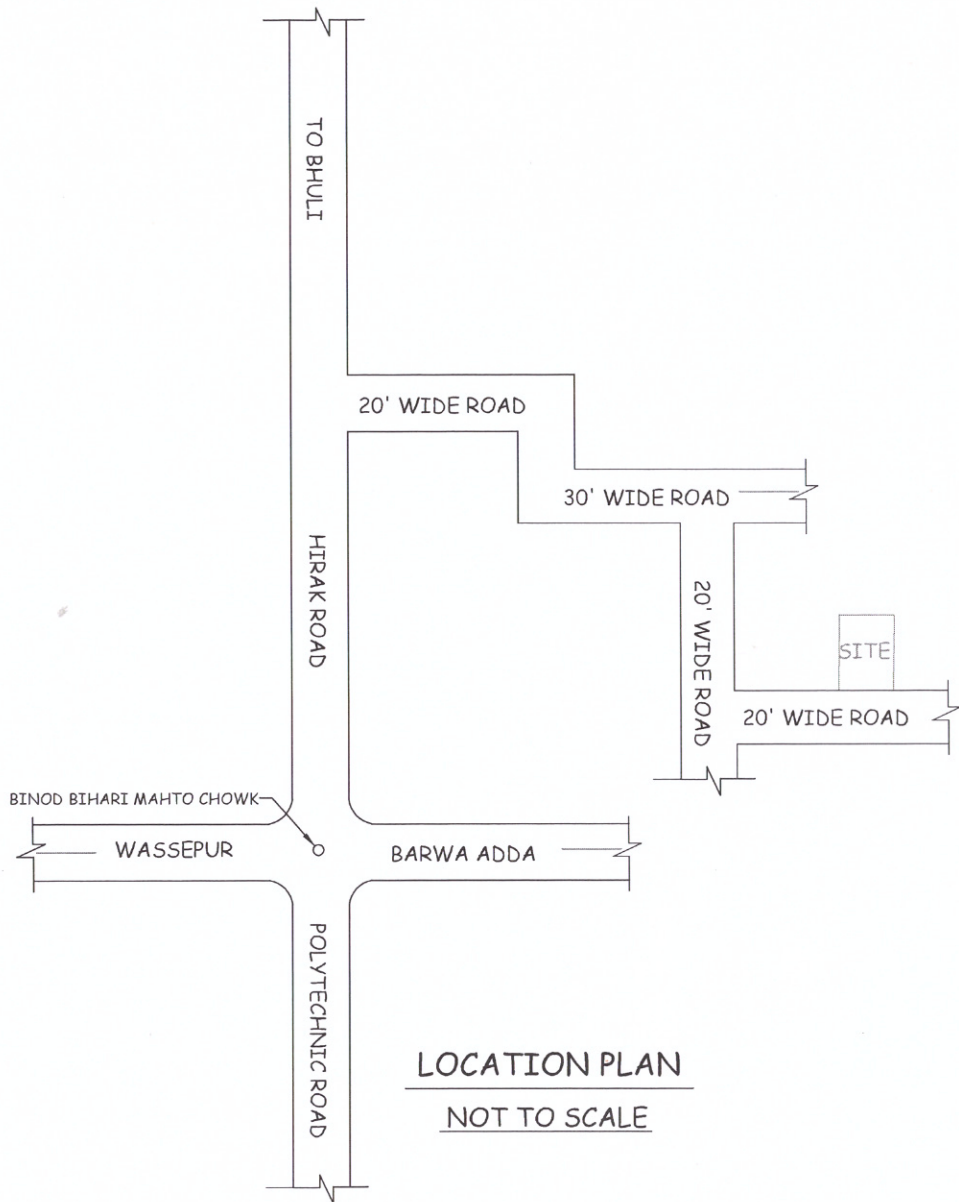 TO BHULI
20' WIDE ROAD
30' WIDE ROAD
HIRAK ROAD
20' WIDE ROAD
SITE
20' WIDE ROAD
BINOD BIHARI MAHTO CHOWK
WASSEPUR
BARWA ADDA
POLYTECHNIC ROAD
LOCATION PLAN
NOT TO SCALE